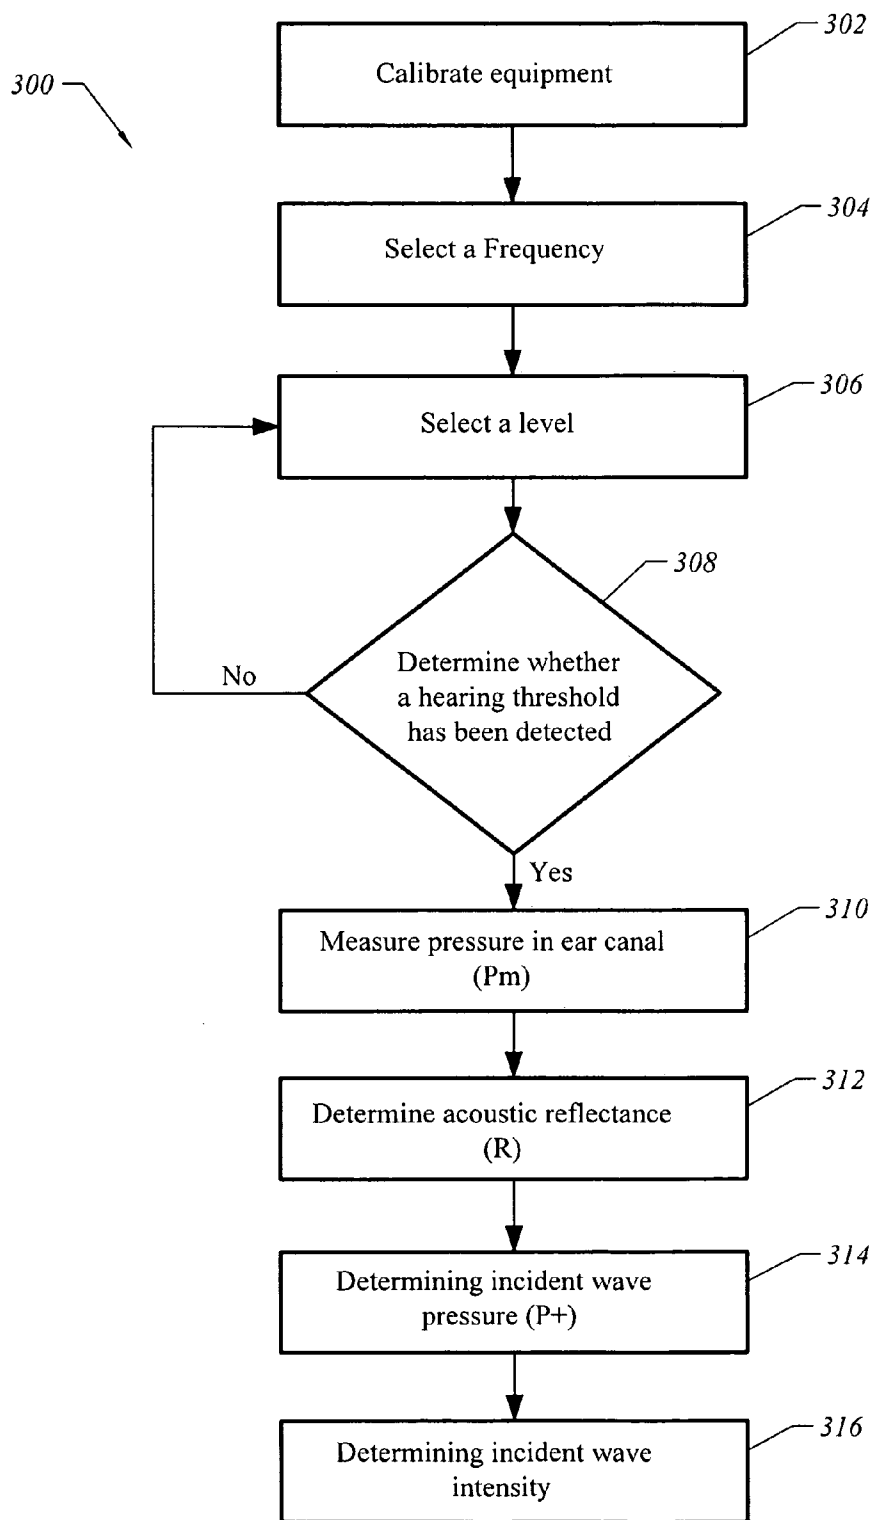 302
Calibrate equipment
300
304
Select a Frequency
306
Select a level
308
Determine whether
a hearing threshold
has been detected
No
Yes
310
Measure pressure in ear canal
(Pm)
312
Determine acoustic reflectance
(R)
314
Determining incident wave
pressure (P+)
316
Determining incident wave
intensity